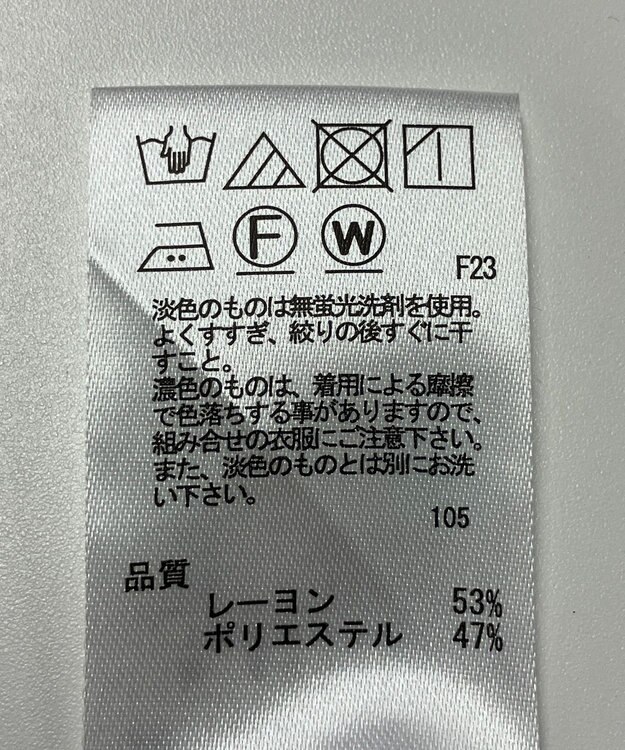 F W
F23
淡色のものは無蛍光洗剤を使用。
よくすすぎ、絞りの後すぐに干
すこと。
濃色のものは、着用による摩擦
で色落ちする事がありますので、
組み合せの衣服にご注意下さい。
また、淡色のものとは別にお洗
い下さい。
105
品質
レーヨン 53%
ポリエステル 47%